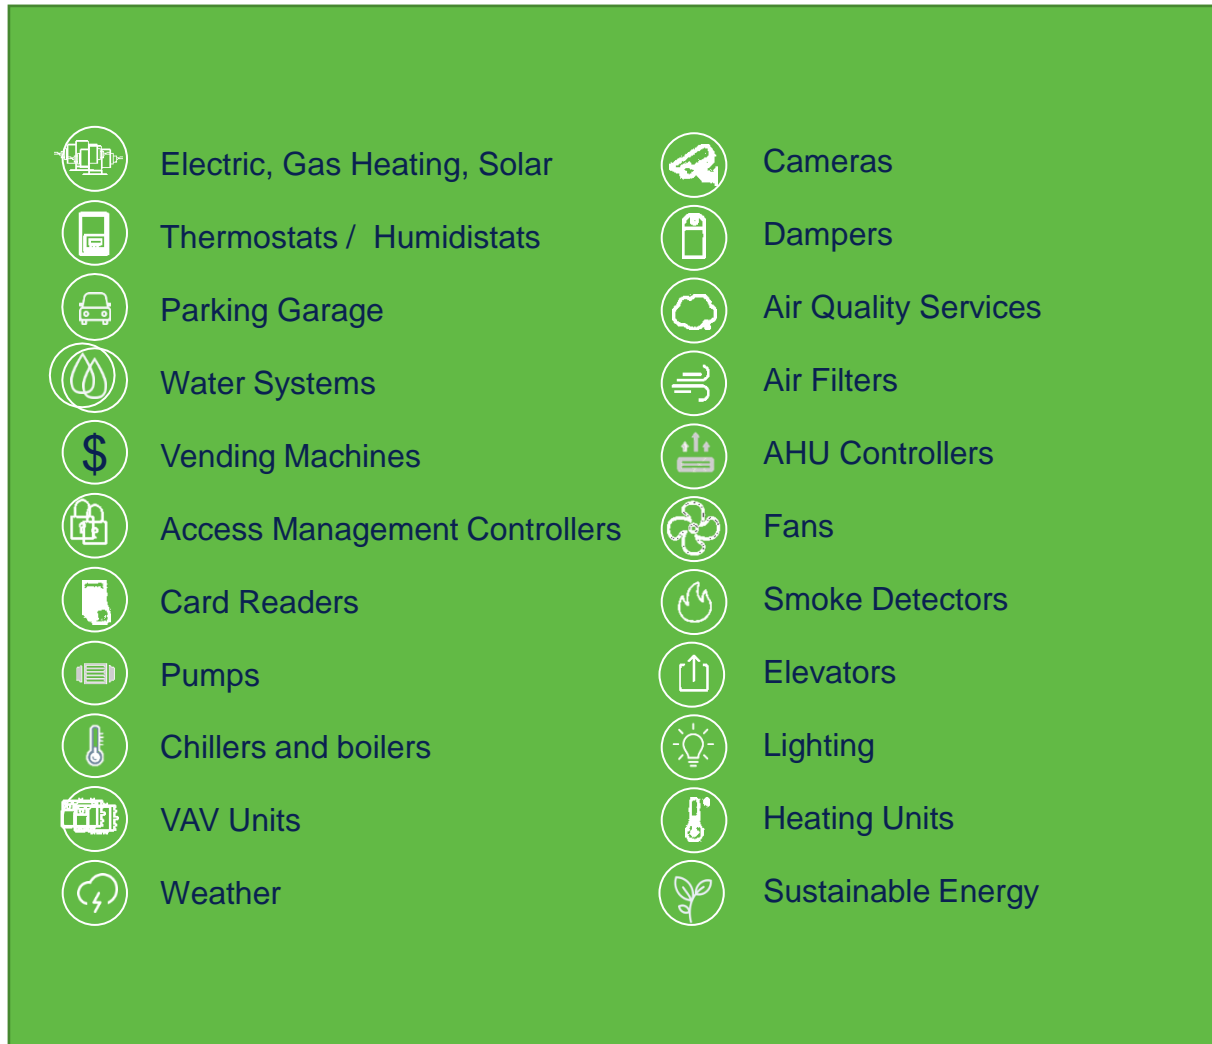 Electric, Gas Heating, Solar
Thermostats / Humidistats
Parking Garage
Water Systems
$
Vending Machines
Access Management Controllers
Card Readers
Pumps
Chillers and boilers
VAV Units
Weather
Cameras
Dampers
Air Quality Services
Air Filters
AHU Controllers
Fans
Smoke Detectors
Elevators
Lighting
Heating Units
Sustainable Energy